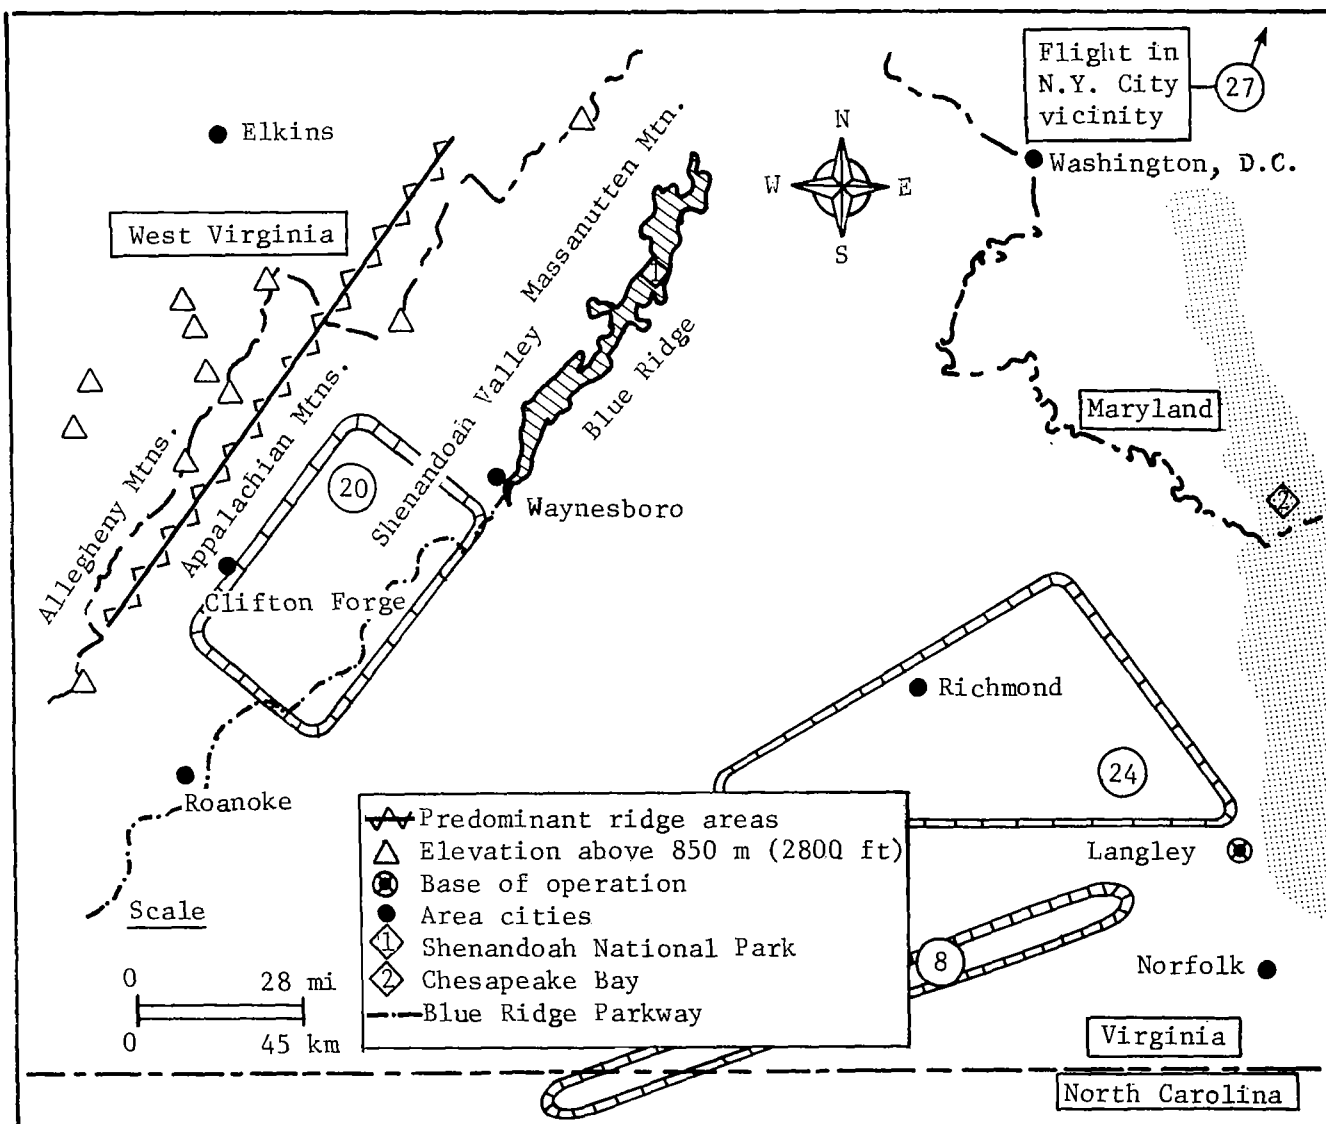 Flight in
N.Y. City
vicinity
27
Elkins
N
W
E
S
Washington, D.C.
West Virginia
Massanutten Mtn.
1
Shenandoah Valley
Blue Ridge
Maryland
Allegheny Mtns.
Appalachian Mtns.
20
Waynesboro
2
Clifton Forge
Richmond
24
Roanoke
Langley
Predominant ridge areas
Elevation above 850 m (2800 ft)
Base of operation
Area cities
1 Shenandoah National Park
2 Chesapeake Bay
Blue Ridge Parkway
Scale
0 28 mi
0 45 km
8
Norfolk
Virginia
North Carolina